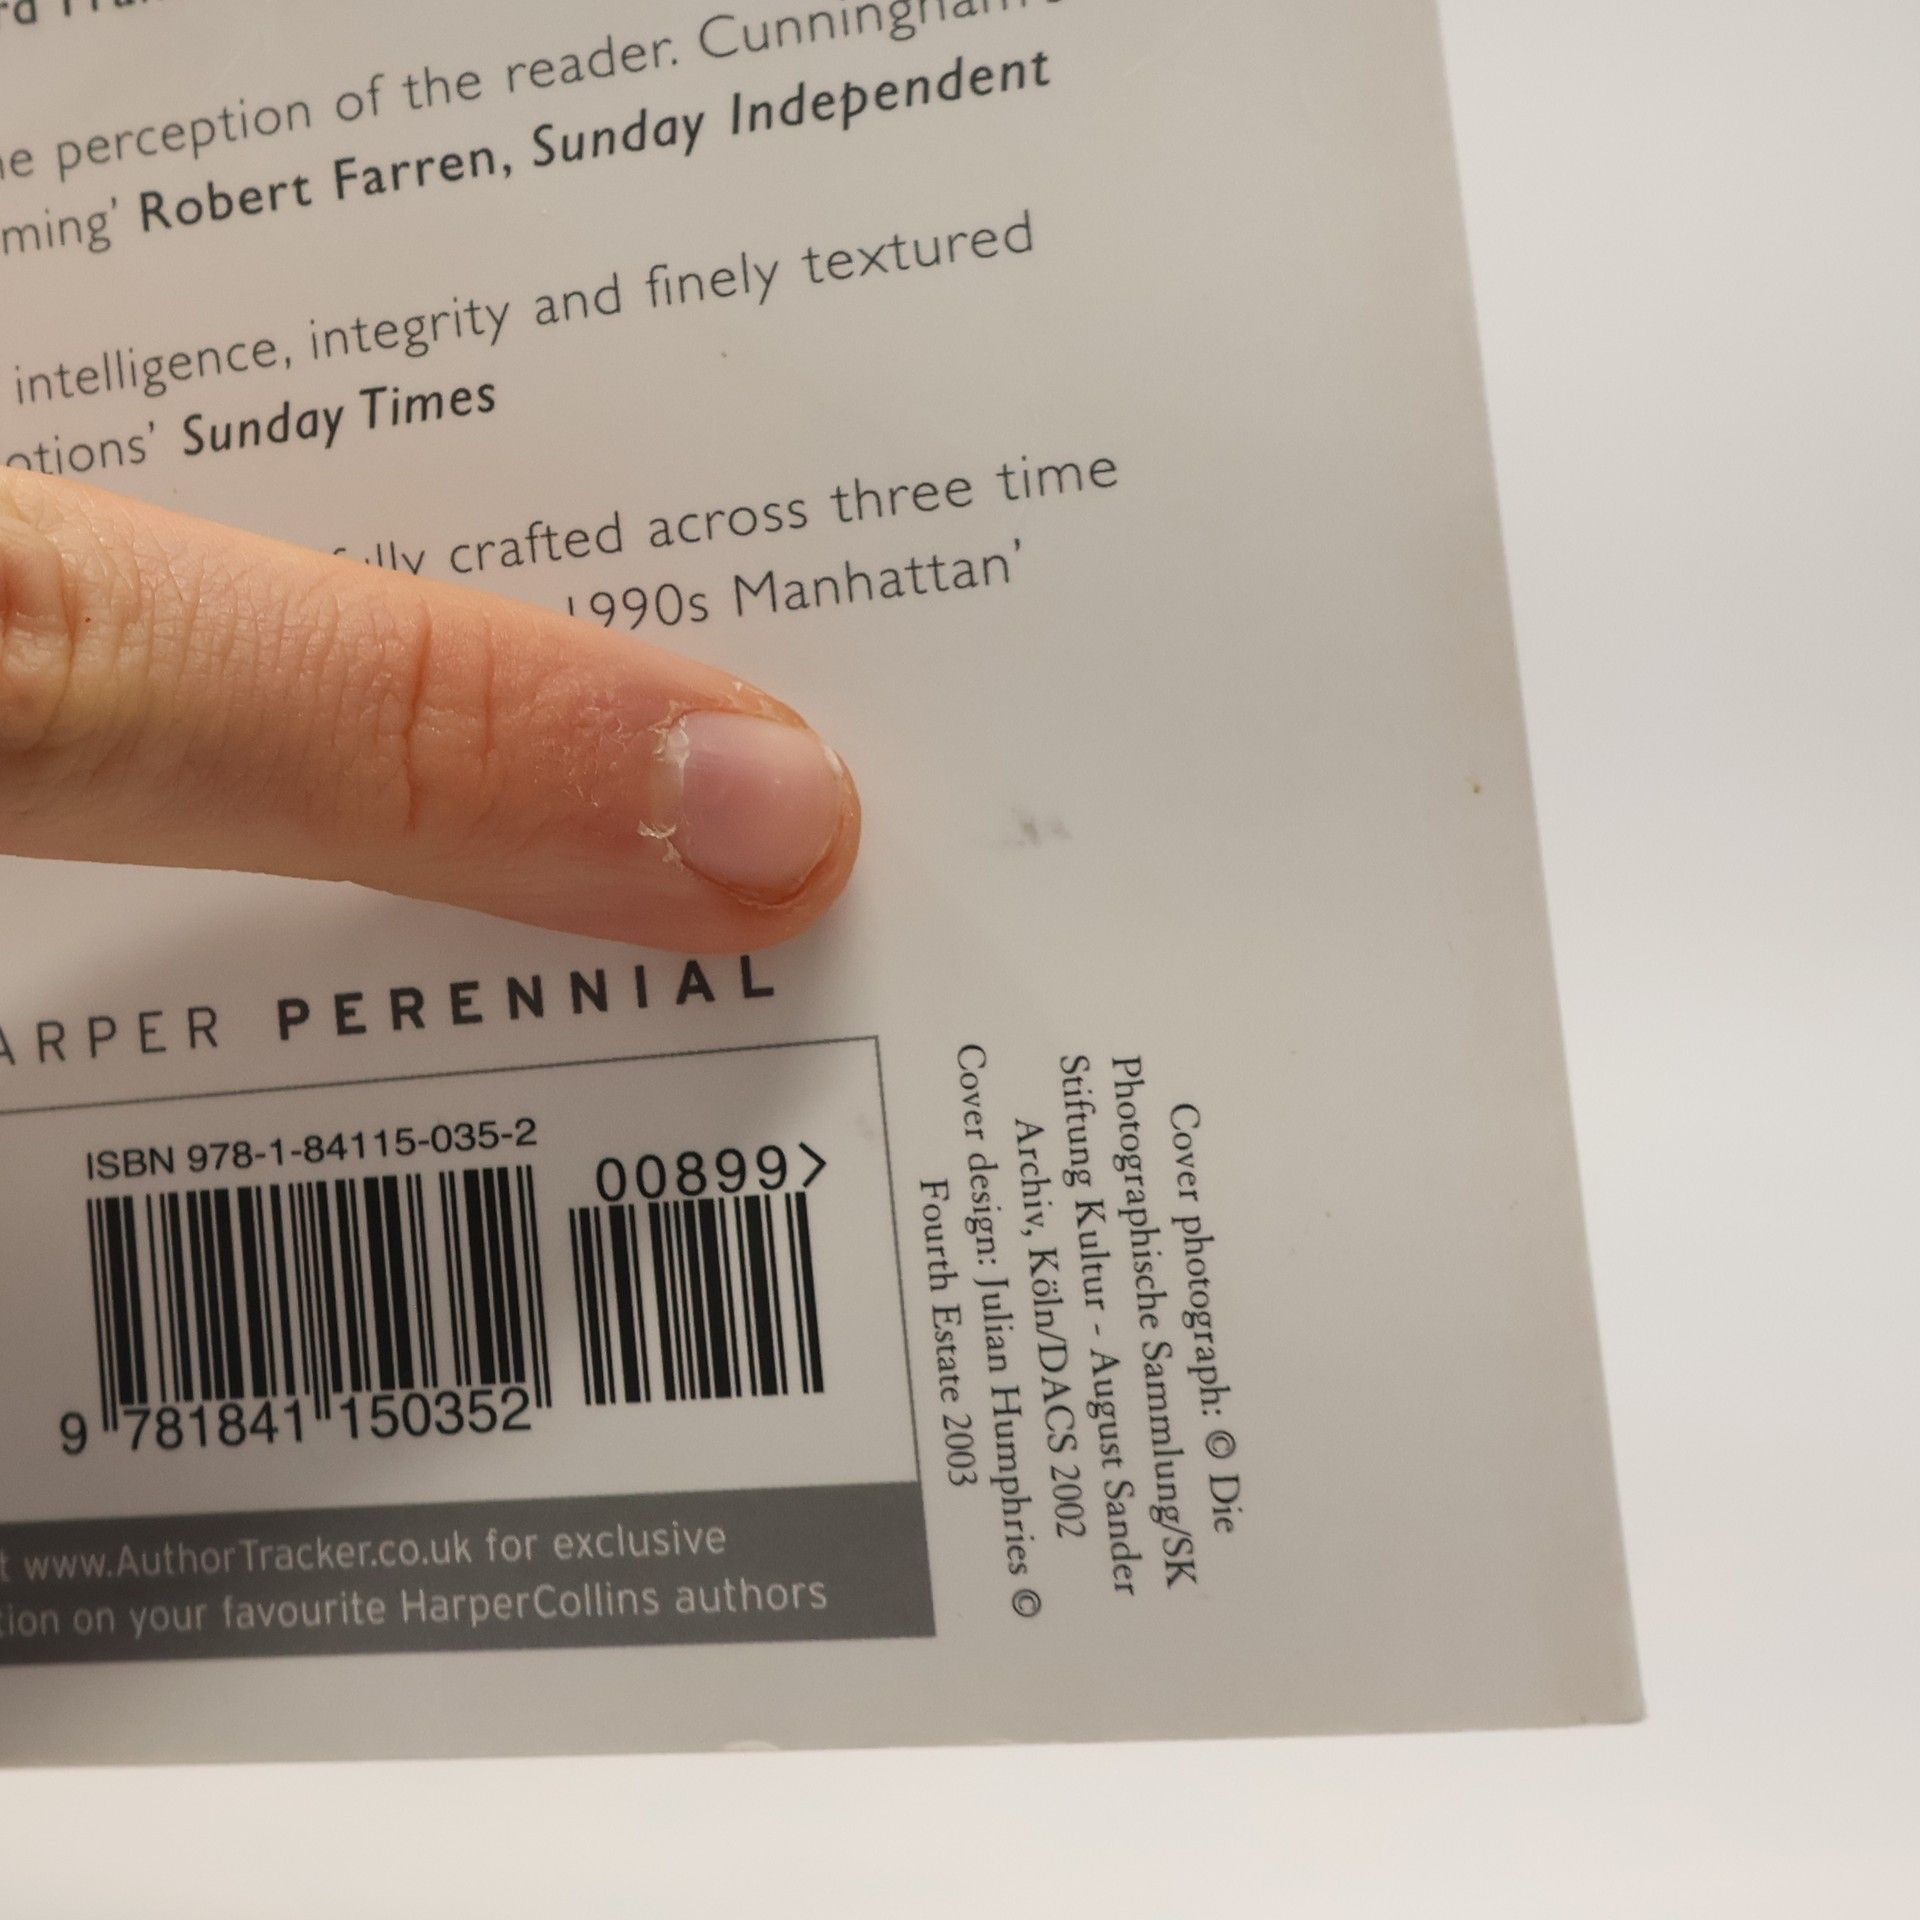 perception of the reader. Cunningham's
ming' Robert Farren, Sunday Independent
intelligence, integrity and finely textured
otions' Sunday Times
crafted across three time
1990s Manhattan'
ARPER PERENNIAL
ISBN 978-1-84115-035-2
00899>
9 781841 150352
www.AuthorTracker.co.uk for exclusive
on your favourite HarperCollins authors
Cover photograph: © Die
Photographische Sammlung/SK
Stiftung Kultur - August Sander
Archiv, Köln/DACS 2002
Cover design: Julian Humphries ©
Fourth Estate 2003